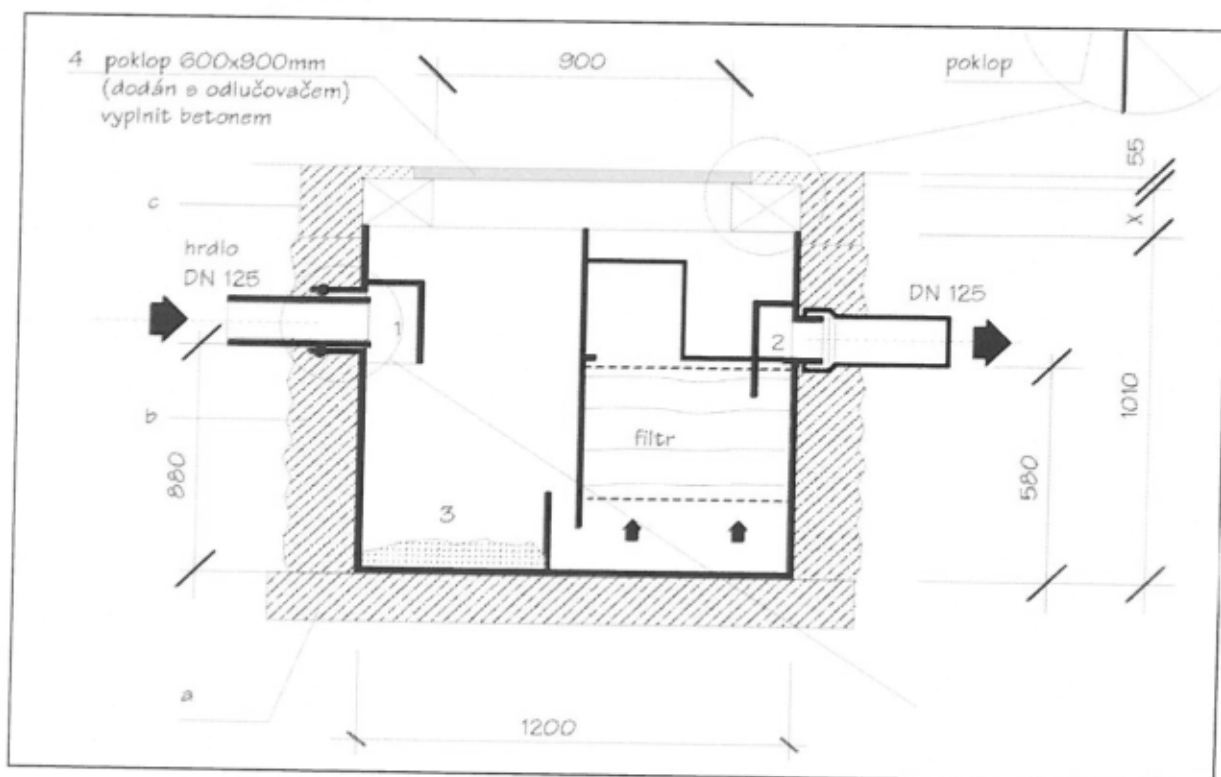 4 poklop 600x900mm
(dodán s odlučovačem)
vyplnit betonem
900
poklop
55
c
X
hrdlo
DN 125
DN 125
1
2
b
filtr
1010
880
580
3
a
1200